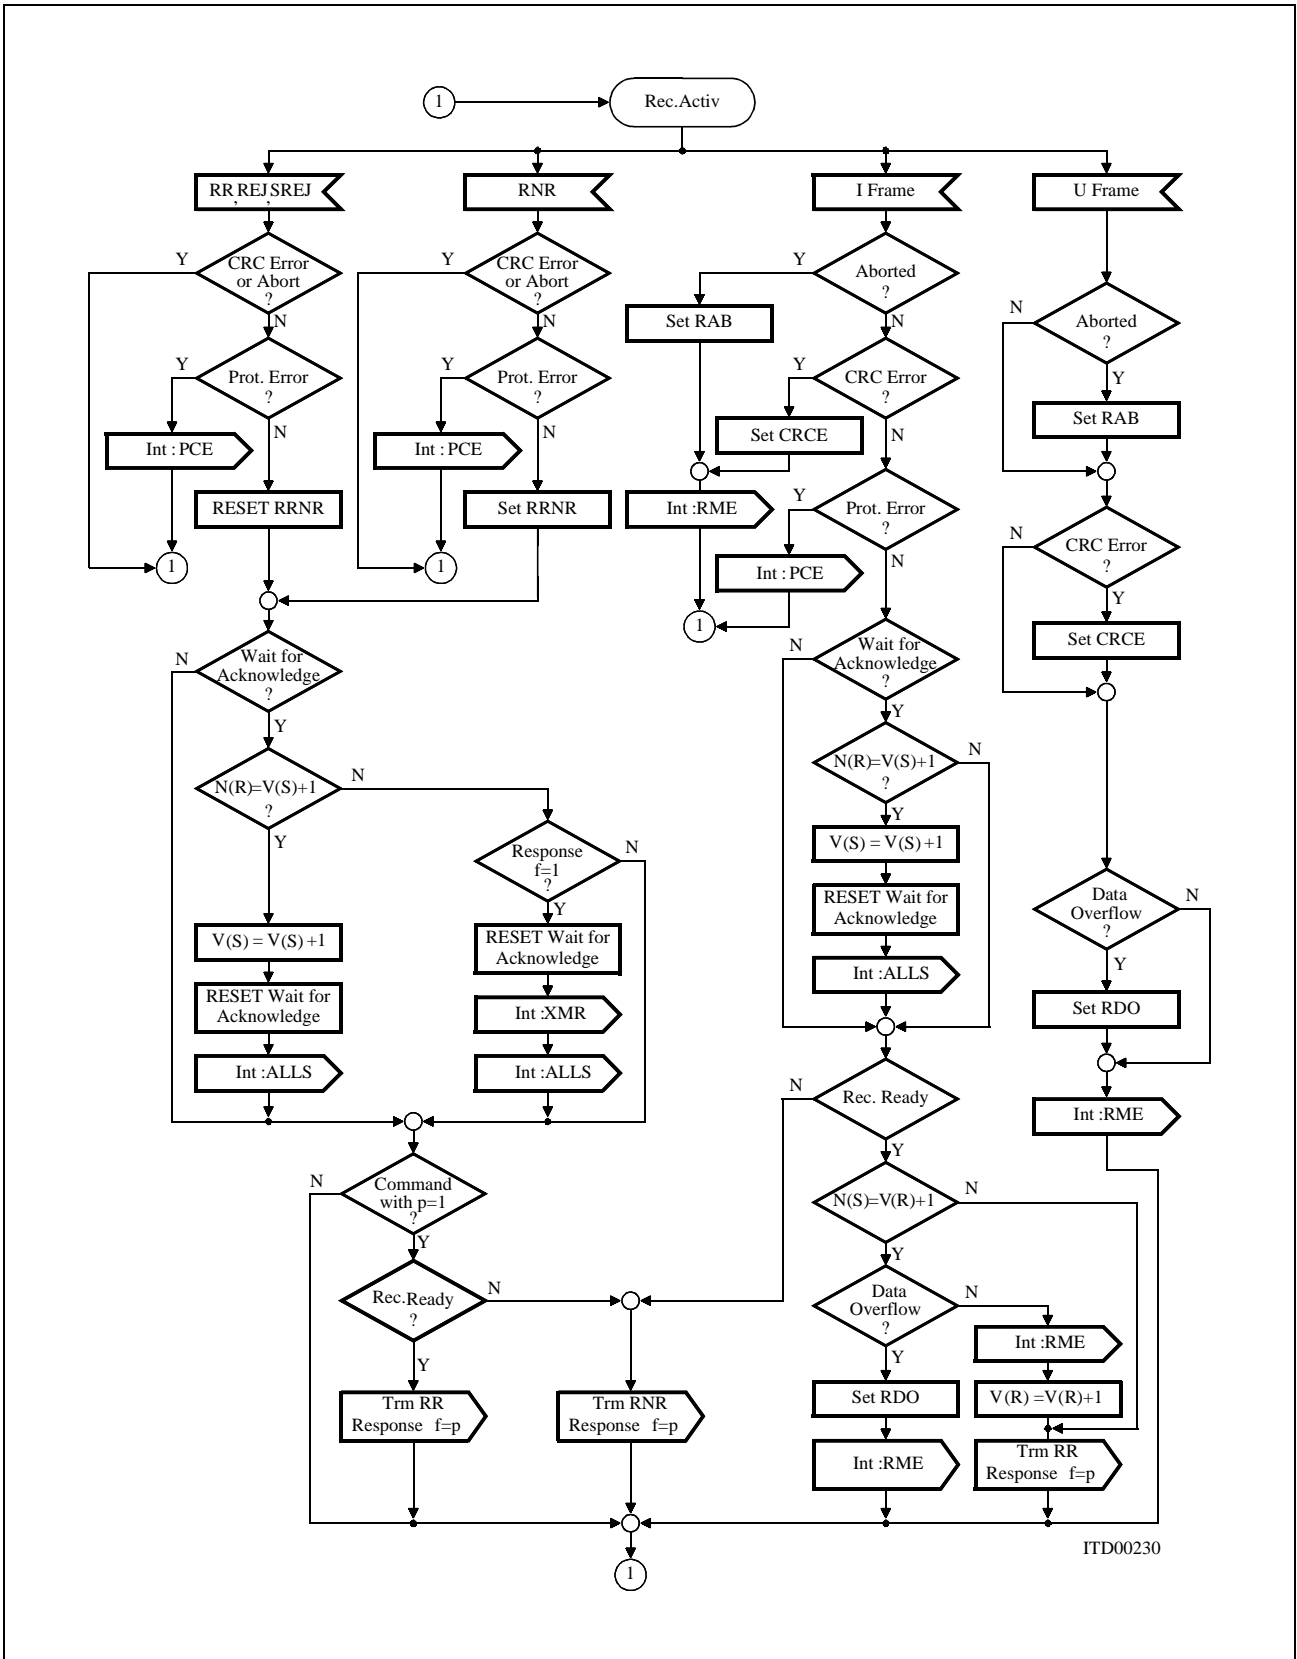 1
Rec.Activ
RR, REJ, SREJ
RNR
I Frame
U Frame
Y
CRC Error
or Abort
?
N
Y
CRC Error
or Abort
?
N
Y
Aborted
?
N
Set RAB
N
Aborted
?
Y
Set RAB
Y
Prot. Error
?
N
Int : PCE
RESET RRNR
1
Y
Prot. Error
?
N
Int : PCE
Set RRNR
1
Y
CRC Error
?
N
Set CRCE
Int :RME
Y
Prot. Error
?
N
Int : PCE
1
N
CRC Error
?
Y
Set CRCE
N
Wait for
Acknowledge
?
Y
N(R)=V(S)+1
?
N
Y
Response
f=1
?
N
Y
V(S) = V(S) +1
RESET Wait for
Acknowledge
Int :ALLS
RESET Wait for
Acknowledge
Int :XMR
Int :ALLS
N
Wait for
Acknowledge
?
Y
N(R)=V(S)+1
?
N
Y
V(S) = V(S) +1
RESET Wait for
Acknowledge
Int :ALLS
Data
Overflow
?
N
Y
Set RDO
Int :RME
N
Command
with p=1
?
Y
Rec.Ready
?
N
Y
Trm RR
Response f=p
Trm RNR
Response f=p
N
Rec. Ready
Y
N(S)=V(R)+1
N
Y
Data
Overflow
?
N
Y
Set RDO
Int :RME
Int :RME
V(R) =V(R)+1
Trm RR
Response f=p
1
ITD00230